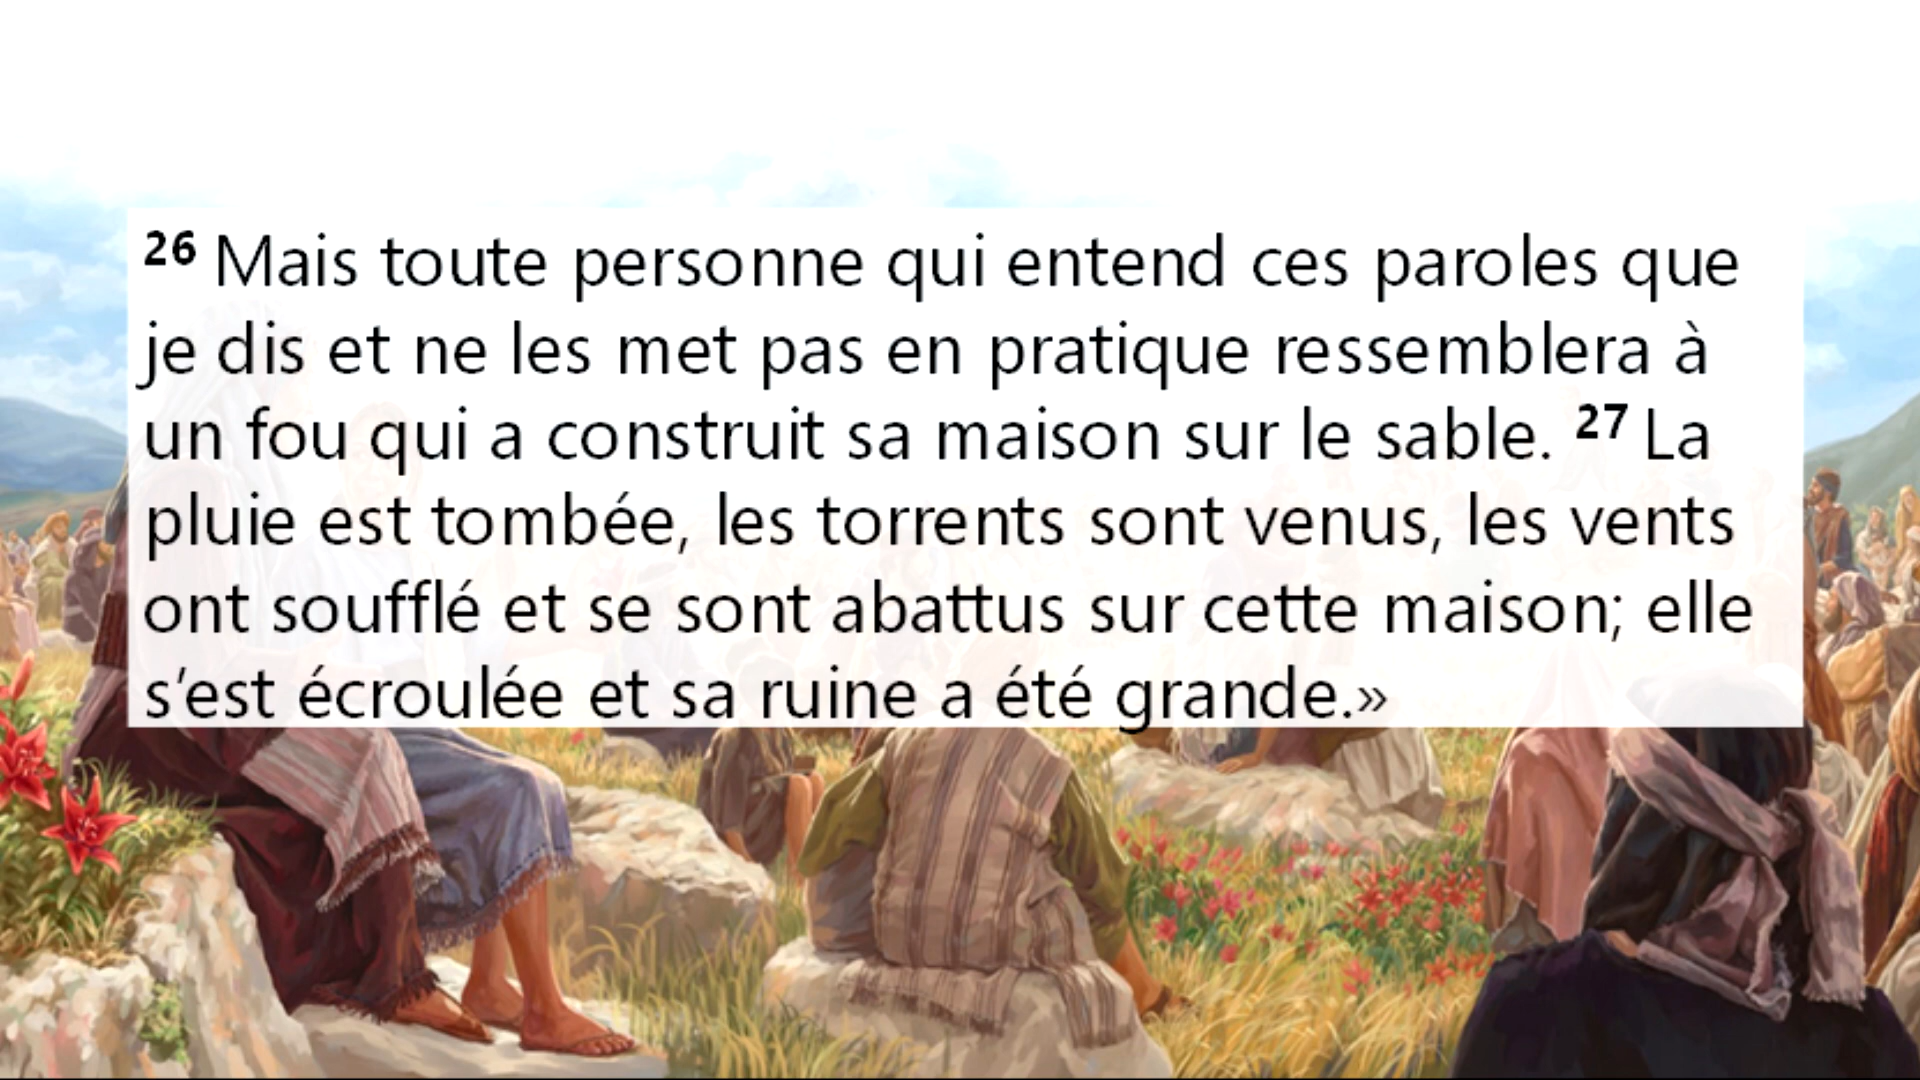 26 Mais toute personne qui entend ces paroles que
je dis et ne les met pas en pratique ressemblera à
un fou qui a construit sa maison sur le sable. 27 La
pluie est tombée, les torrents sont venus, les vents
ont soufflé et se sont abattus sur cette maison; elle
s’est écroulée et sa ruine a été grande.»